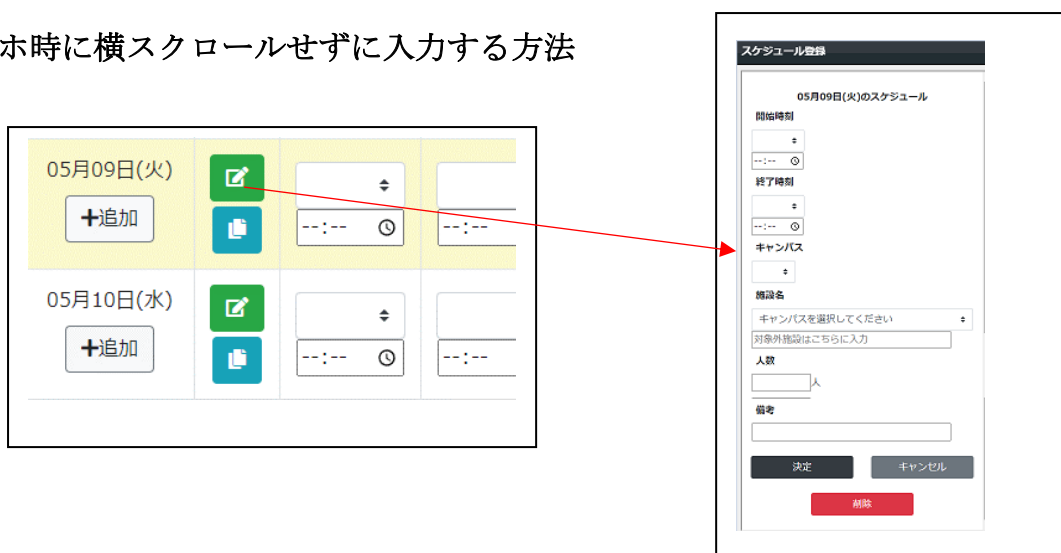 ホ時に横スクロールせずに入力する方法
05月09日(火)
+追加
--:--
--:--
05月10日(水)
+追加
--:--
--:--
スケジュール登録
05月09日(火)のスケジュール
開始時刻
--:--
終了時刻
--:--
キャンパス
施設名
キャンパスを選択してください
対象外施設はこちらに入力
人数
人
備考
決定
キャンセル
削除